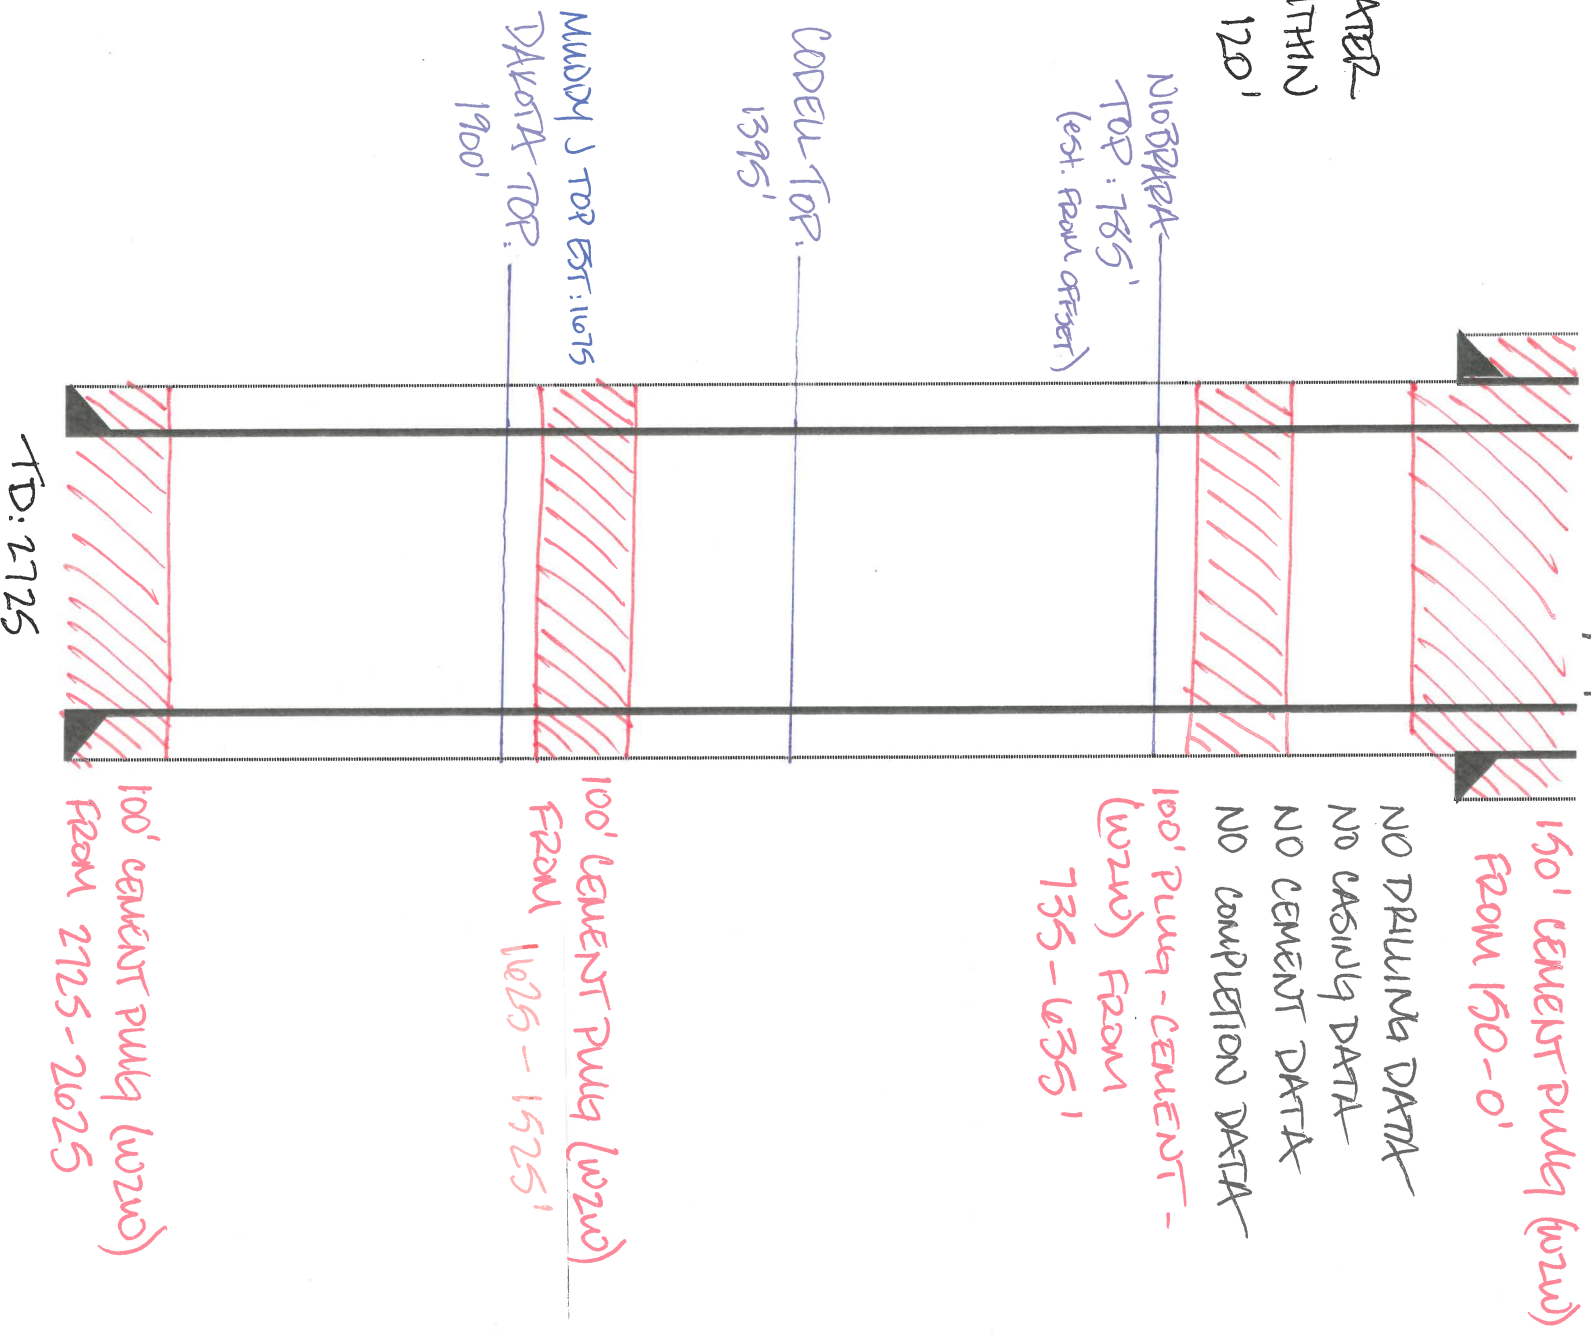 ATER
ITHIN
120'
NIOBRARA
TOP: 785'
(est. FROM OFFSET)
CODELL TOP:
1395'
MUDDY J TOP EST: 1675
DAKOTA TOP:
1900'
150' CEMENT PLUG (W2W)
FROM 150-0'
NO DRILLING DATA
NO CASING DATA
NO CEMENT DATA
NO COMPLETION DATA
100' PLUG - CEMENT -
(W2W) FROM
735-635'
100' CEMENT PLUG (W2W)
FROM 1625-1525'
100' CEMENT PLUG (W2W)
FROM 2725-2625
TD: 2725